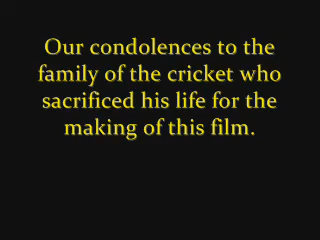 Our condolences to the
family of the cricket who
sacrificed his life for the
making of this film.